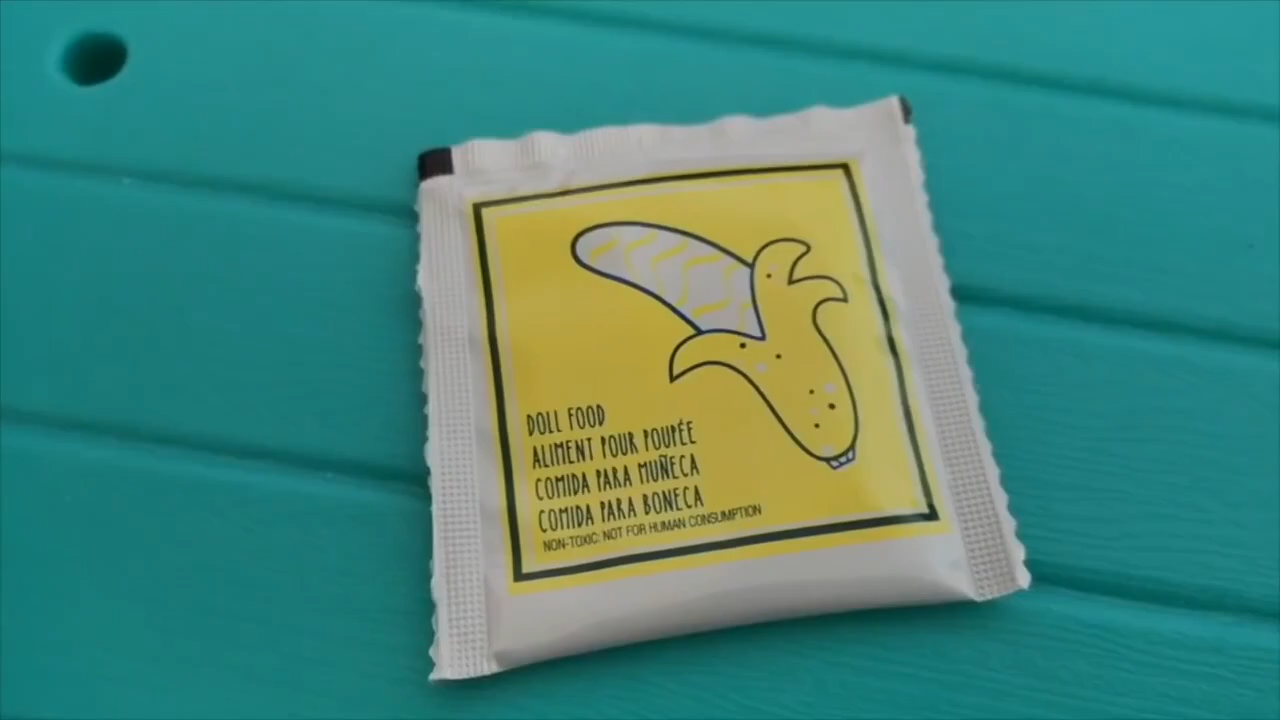 DOLL FOOD
ALIMENT POUR POUPÉE
COMIDA PARA MUÑECA
COMIDA PARA BONECA
NON-TOXIC: NOT FOR HUMAN CONSUMPTION